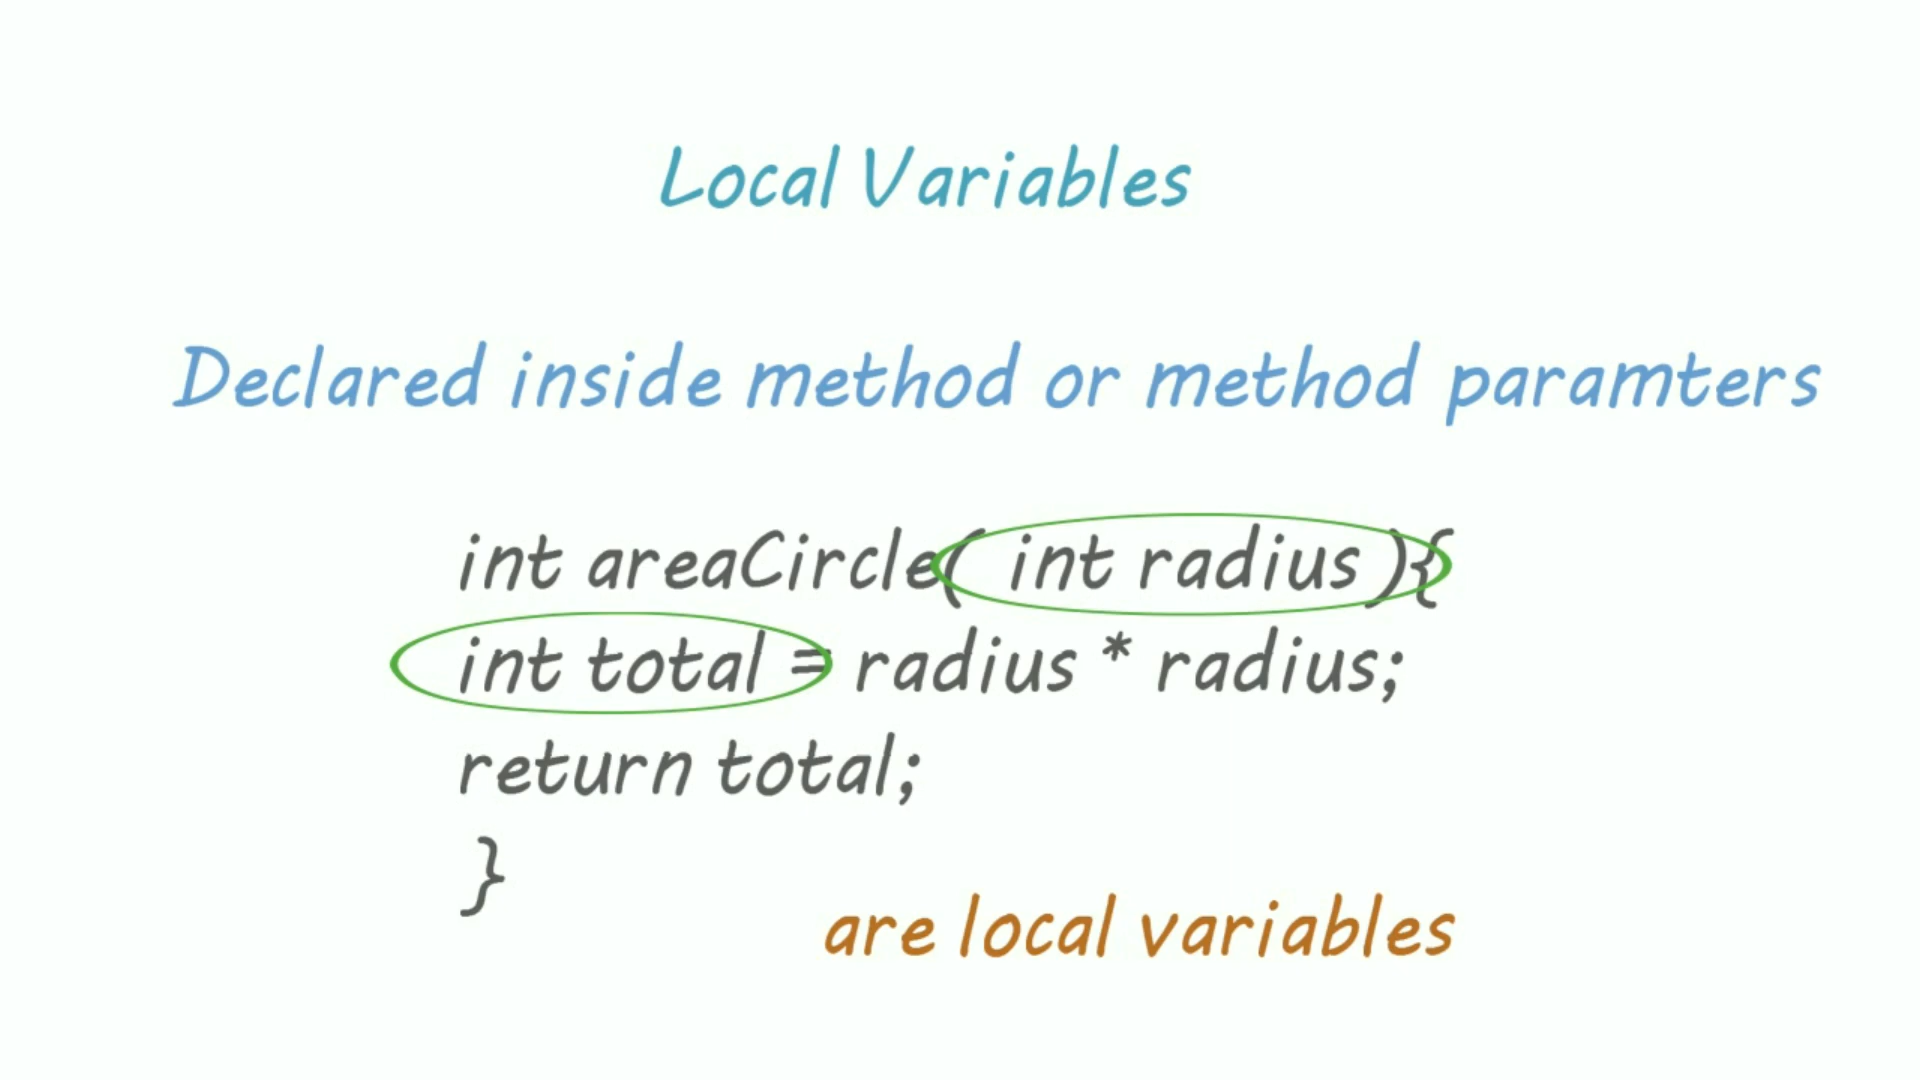 Local Variables
Declared inside method or method paramters
int areaCircle( int radius ){
int total = radius * radius;
return total;
}
are local variables